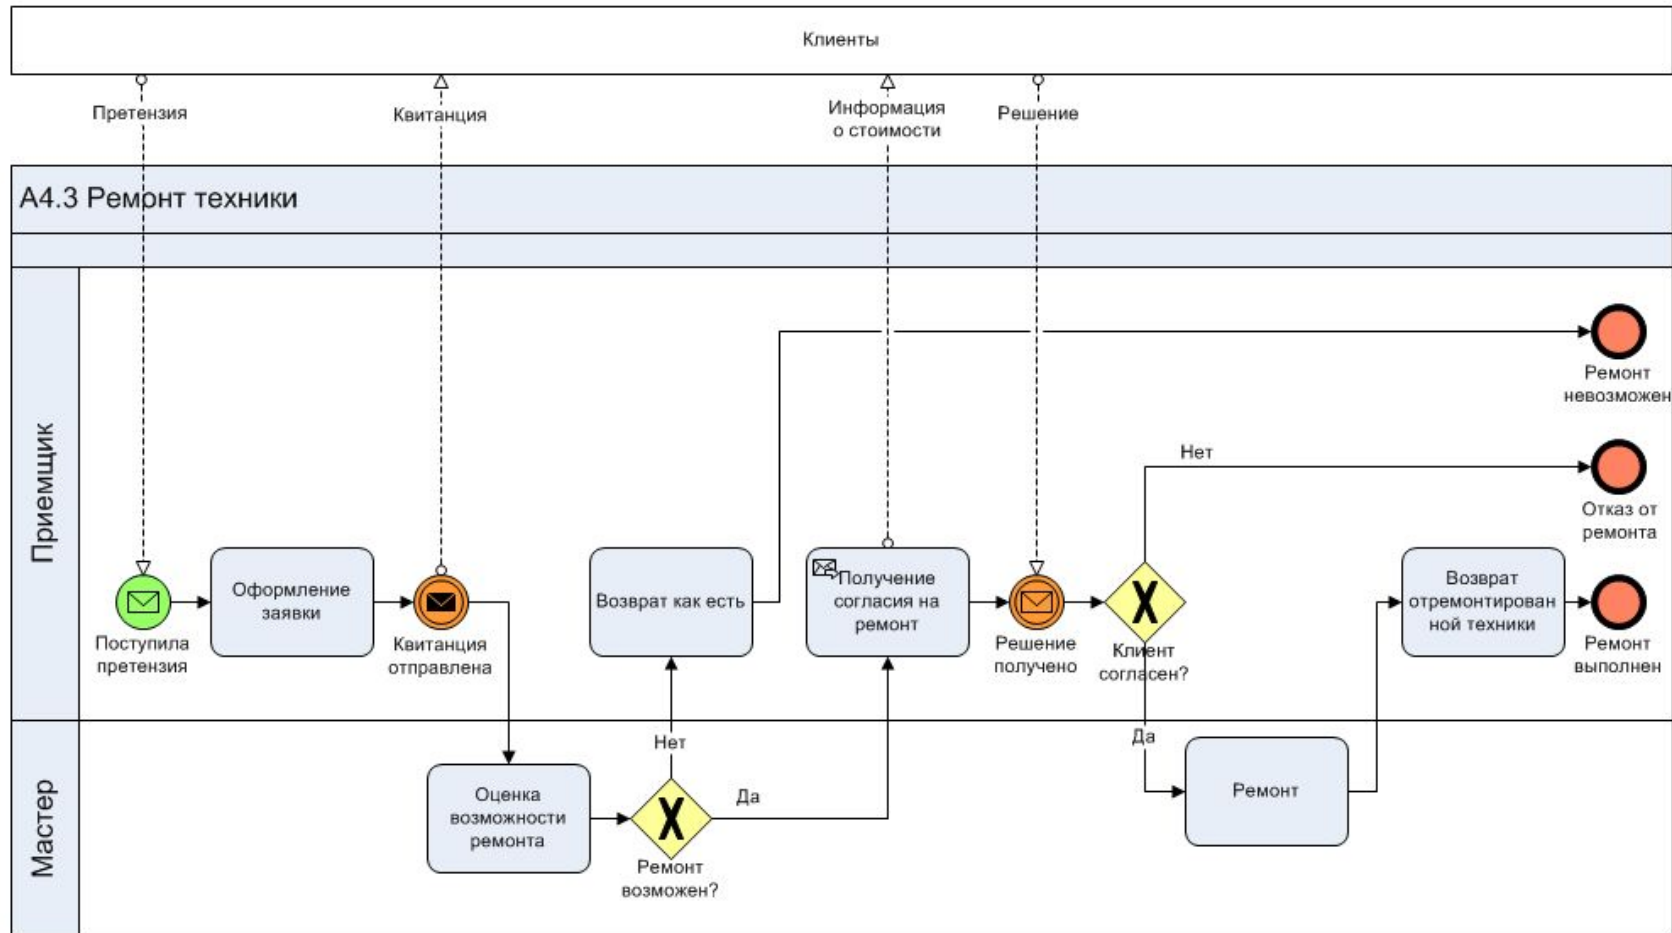 Клиенты
Претензия
Квитанция
Информация
о стоимости
Решение
А4.3 Ремонт техники
Приемщик
Ремонт
невозможен
Нет
Отказ от
ремонта
Оформление
заявки
Возврат как есть
Получение
согласия на
ремонт
Возврат
отремонтирован
ной техники
Поступила
претензия
Квитанция
отправлена
Решение
получено
Клиент
согласен?
Ремонт
выполнен
Мастер
Нет
Да
Да
Оценка
возможности
ремонта
Ремонт
Ремонт
возможен?